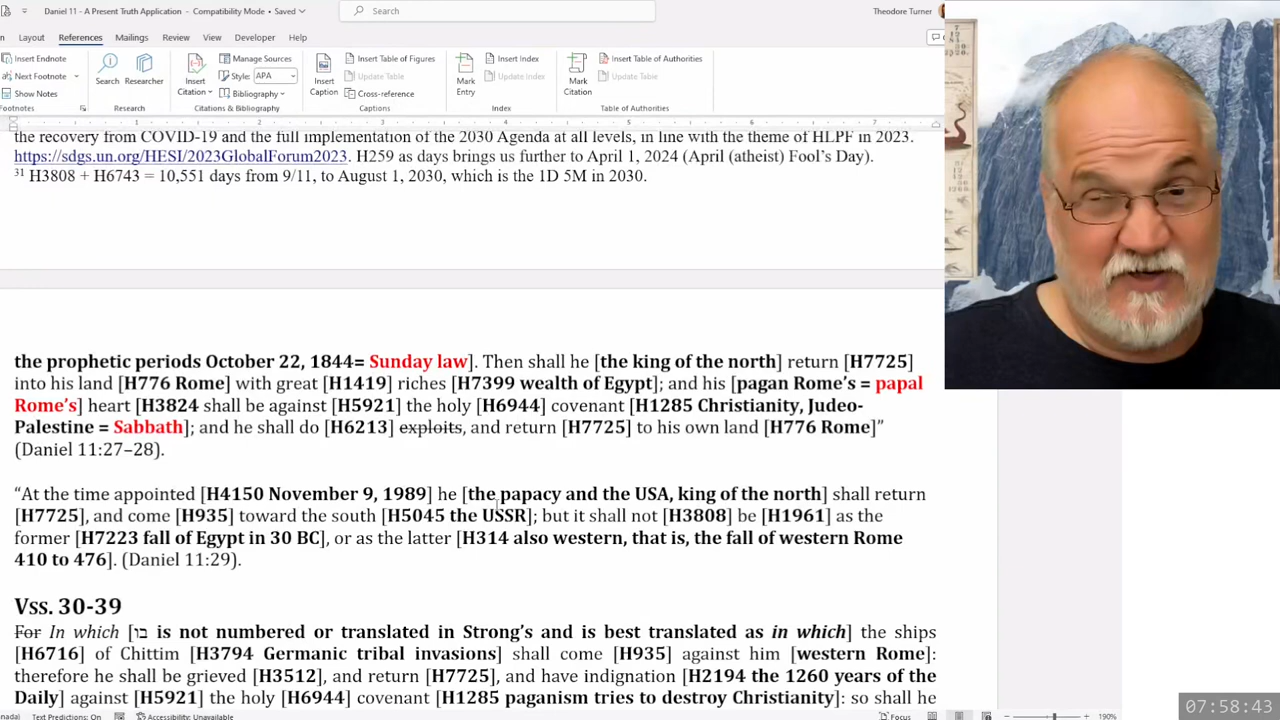 Daniel 11 - A Present Truth Application - Compatibility Mode • Saved
Search
Theodore Turner
Layout References Mailings Review View Developer Help
Insert Endnote
Next Footnote
Show Notes
Footnotes
Search
Researcher
Research
Insert Citation
Manage Sources
Style: APA
Bibliography
Citations & Bibliography
Insert Caption
Insert Table of Figures
Update Table
Cross-reference
Captions
Mark Entry
Insert Index
Update Index
Index
Mark Citation
Insert Table of Authorities
Update Table
Table of Authorities
the recovery from COVID-19 and the full implementation of the 2030 Agenda at all levels, in line with the theme of HLPF in 2023.
https://sdgs.un.org/HESI/2023GlobalForum2023. H259 as days brings us further to April 1, 2024 (April (atheist) Fool's Day).
31 H3808 + H6743 = 10,551 days from 9/11, to August 1, 2030, which is the 1D 5M in 2030.
the prophetic periods October 22, 1844= Sunday law]. Then shall he [the king of the north] return [H7725]
into his land [H776 Rome] with great [H1419] riches [H7399 wealth of Egypt]; and his [pagan Rome's = papal
Rome's] heart [H3824 shall be against [H5921] the holy [H6944] covenant [H1285 Christianity, Judeo-
Palestine = Sabbath]; and he shall do [H6213] exploits, and return [H7725] to his own land [H776 Rome]”
(Daniel 11:27–28).
“At the time appointed [H4150 November 9, 1989] he [the papacy and the USA, king of the north] shall return
[H7725], and come [H935] toward the south [H5045 the USSR]; but it shall not [H3808] be [H1961] as the
former [H7223 fall of Egypt in 30 BC], or as the latter [H314 also western, that is, the fall of western Rome
410 to 476]. (Daniel 11:29).
Vss. 30-39
For In which [בו is not numbered or translated in Strong's and is best translated as in which] the ships
[H6716] of Chittim [H3794 Germanic tribal invasions] shall come [H935] against him [western Rome]:
therefore he shall be grieved [H3512], and return [H7725], and have indignation [H2194 the 1260 years of the
Daily] against [H5921] the holy [H6944] covenant [H1285 paganism tries to destroy Christianity]: so shall he
Text Predictions: On
Accessibility: Unavailable
Focus
190%
07:58:43